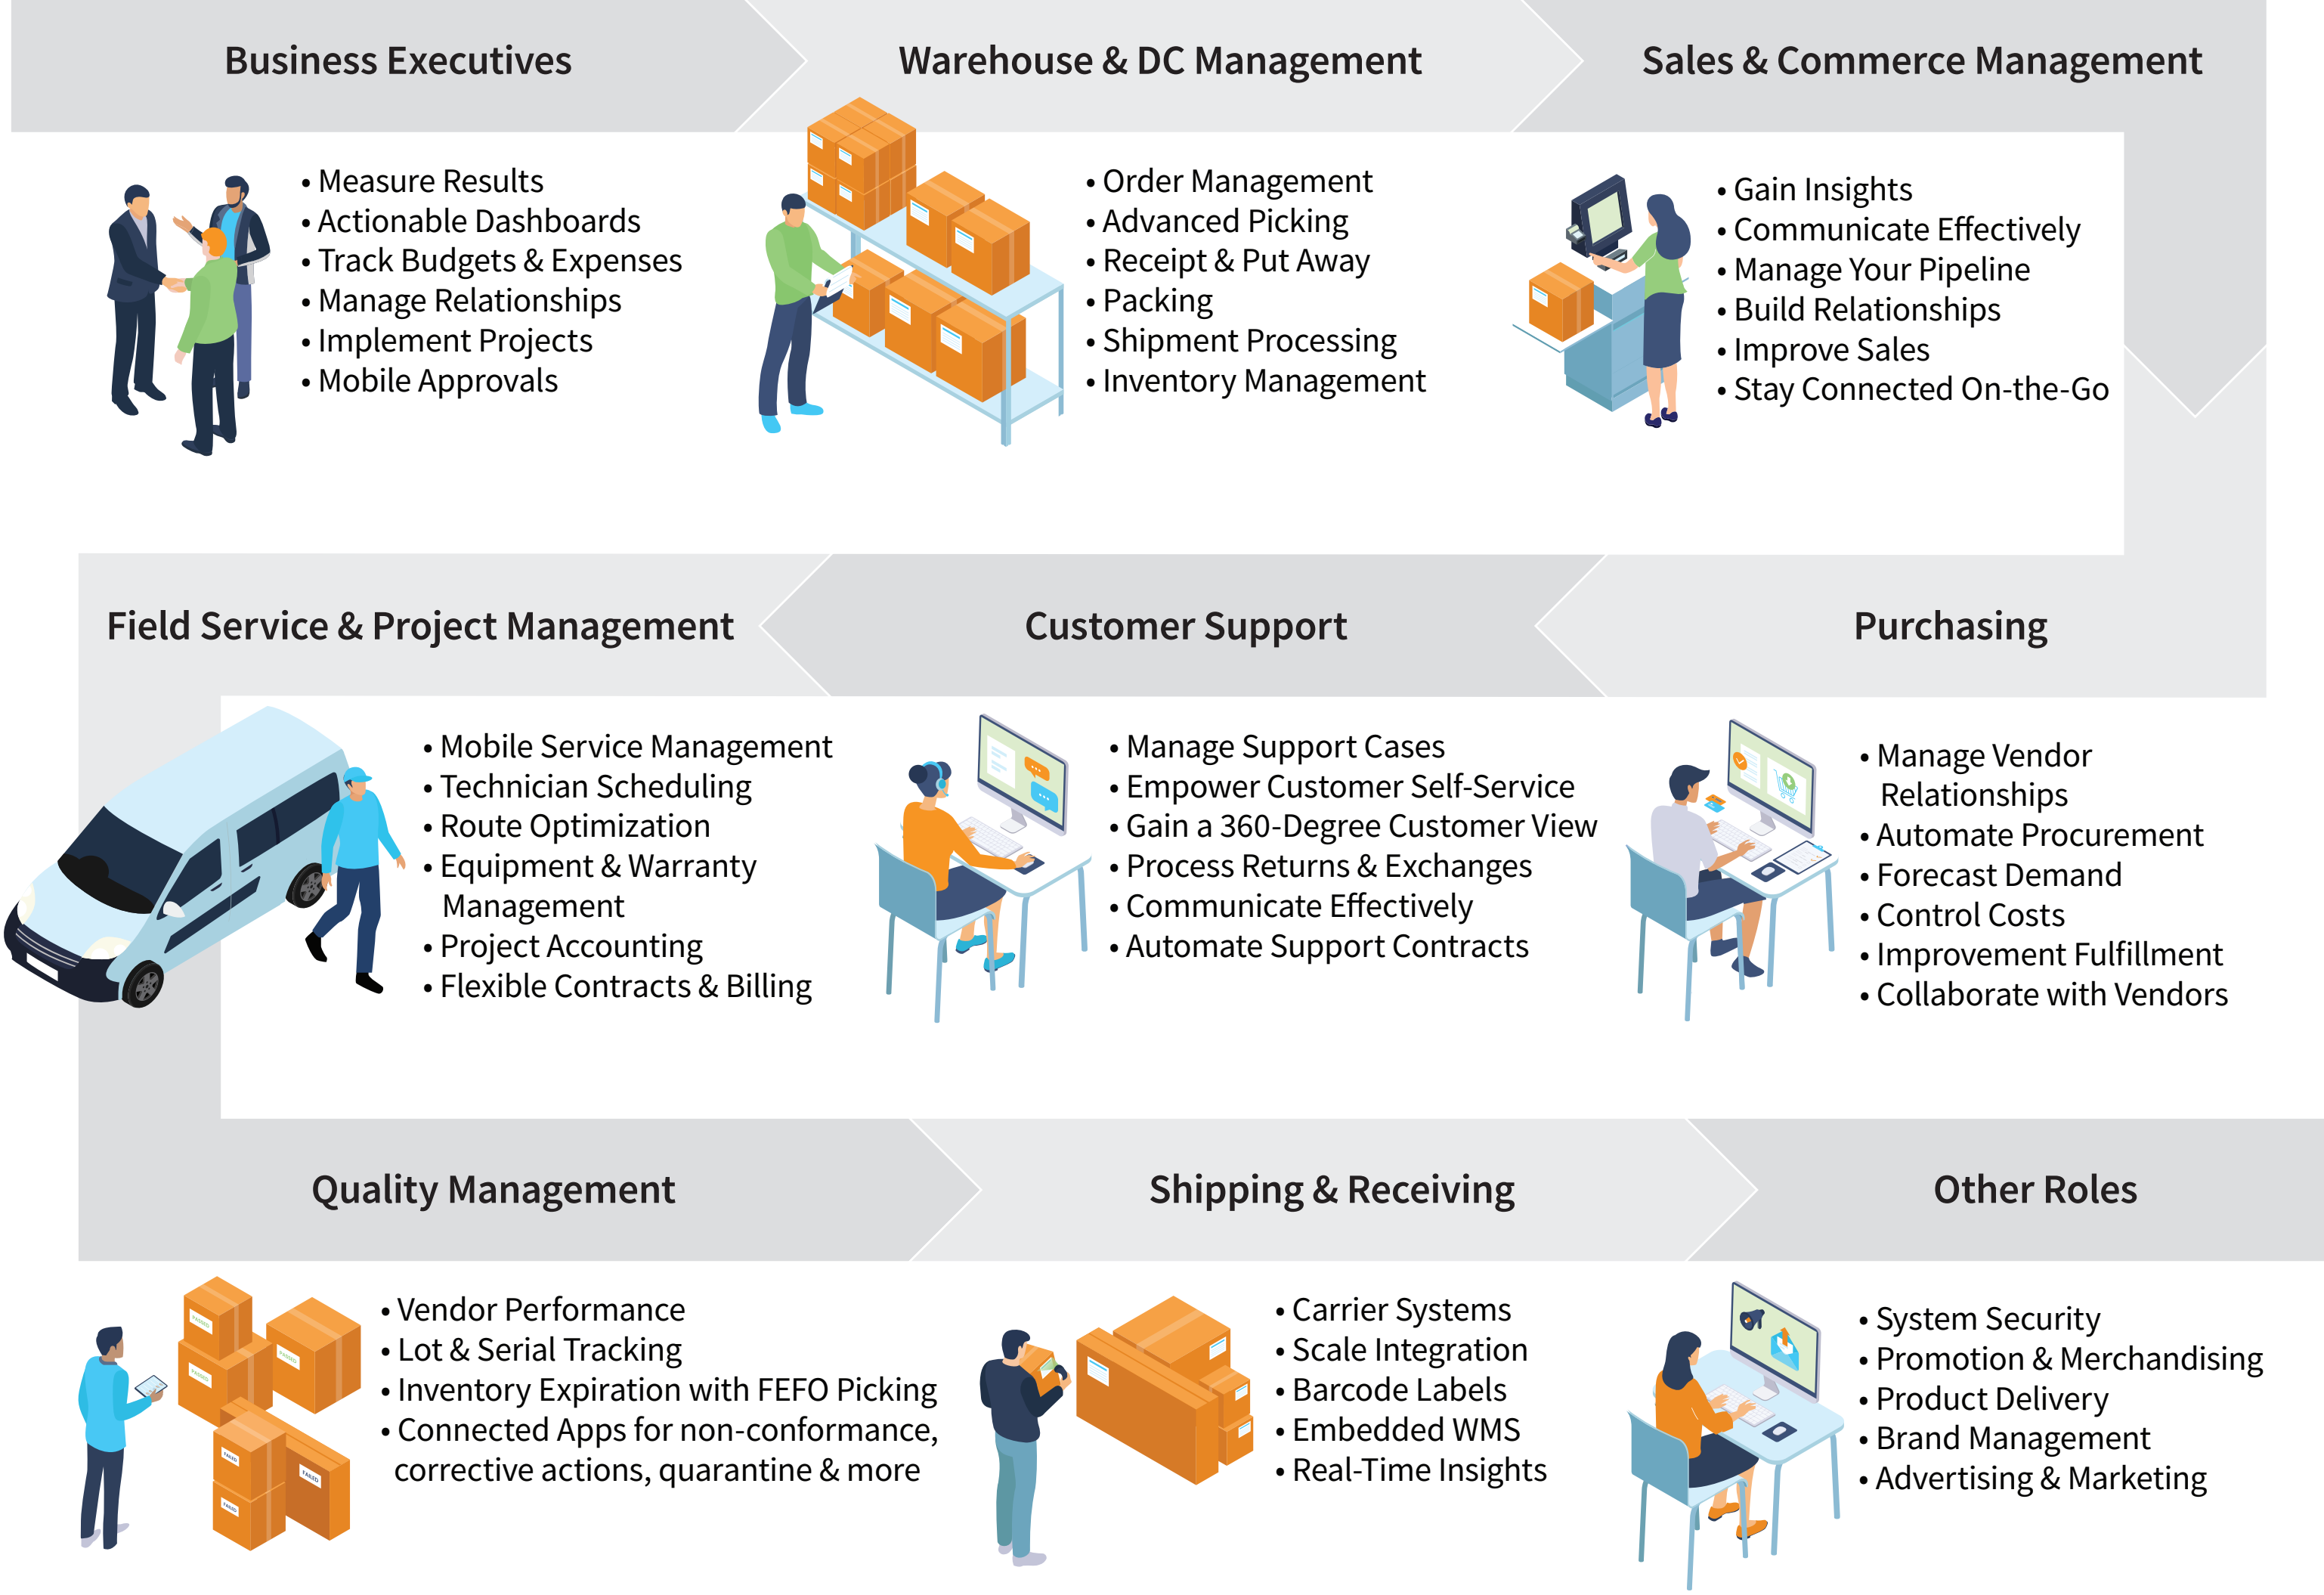 Business Executives
• Measure Results
• Actionable Dashboards
• Track Budgets & Expenses
• Manage Relationships
• Implement Projects
• Mobile Approvals
Warehouse & DC Management
• Order Management
• Advanced Picking
• Receipt & Put Away
• Packing
• Shipment Processing
• Inventory Management
Sales & Commerce Management
• Gain Insights
• Communicate Effectively
• Manage Your Pipeline
• Build Relationships
• Improve Sales
• Stay Connected On-the-Go
Purchasing
• Manage Vendor
Relationships
• Automate Procurement
• Forecast Demand
• Control Costs
• Improvement Fulfillment
• Collaborate with Vendors
Customer Support
• Manage Support Cases
• Empower Customer Self-Service
• Gain a 360-Degree Customer View
• Process Returns & Exchanges
• Communicate Effectively
• Automate Support Contracts
Field Service & Project Management
• Mobile Service Management
• Technician Scheduling
• Route Optimization
• Equipment & Warranty
Management
• Project Accounting
• Flexible Contracts & Billing
Quality Management
PASSED
PASSED
PASSED
FAILED
FAILED
FAILED
• Vendor Performance
• Lot & Serial Tracking
• Inventory Expiration with FEFO Picking
• Connected Apps for non-conformance,
corrective actions, quarantine & more
Shipping & Receiving
• Carrier Systems
• Scale Integration
• Barcode Labels
• Embedded WMS
• Real-Time Insights
Other Roles
• System Security
• Promotion & Merchandising
• Product Delivery
• Brand Management
• Advertising & Marketing